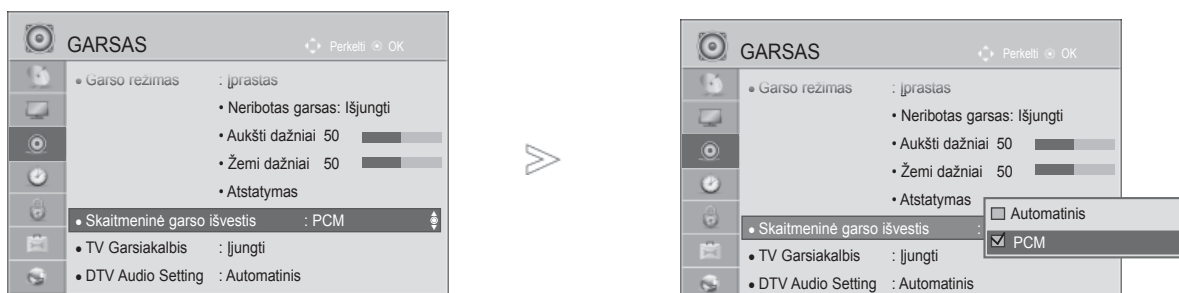 GARSAS
Perkelti OK
• Garso režimas : Įprastas
• Neribotas garsas: Išjungti
• Aukšti dažniai 50
• Žemi dažniai 50
• Atstatymas
• Skaitmeninė garso išvestis : PCM
• TV Garsiakalbis : Įjungti
• DTV Audio Setting : Automatinis
GARSAS
Perkelti OK
• Garso režimas : Įprastas
• Neribotas garsas: Išjungti
• Aukšti dažniai 50
• Žemi dažniai 50
• Atstatymas
• Skaitmeninė garso išvestis :
Automatinis
PCM
• TV Garsiakalbis : Įjungti
• DTV Audio Setting : Automatinis